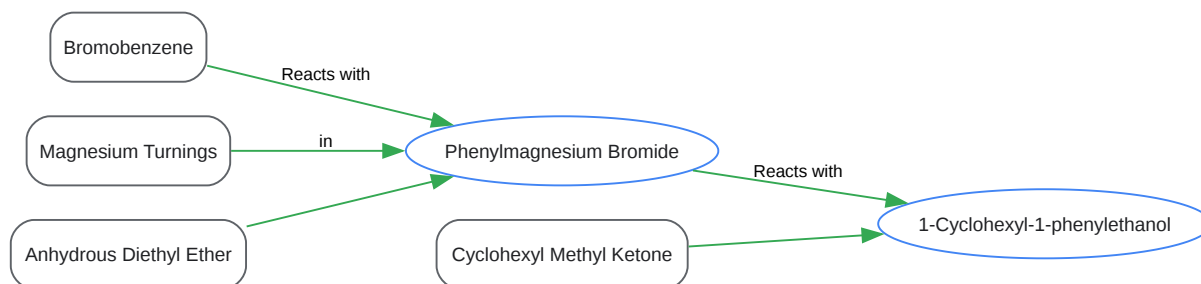 Bromobenzene
Reacts with
Magnesium Turnings
in
Phenylmagnesium Bromide
Reacts with
Anhydrous Diethyl Ether
Cyclohexyl Methyl Ketone
1-Cyclohexyl-1-phenylethanol